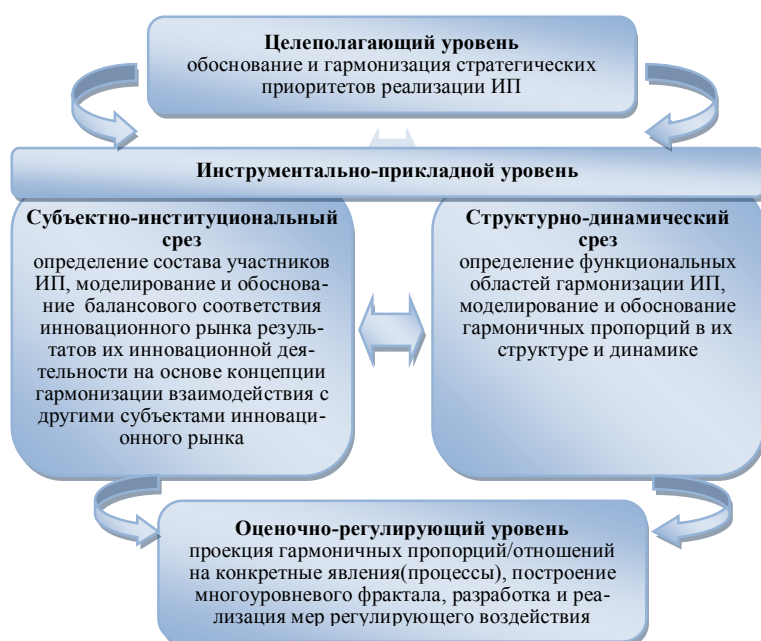 Целеполагающий уровень
обоснование и гармонизация стратегических
приоритетов реализации ИП
Инструментально-прикладной уровень
Субъектно-институциональный
срез
определение состава участников
ИП, моделирование и обоснова-
ние балансового соответствия
инновационного рынка резуль-
татов их инновационной дея-
тельности на основе концепции
гармонизации взаимодействия с
другими субъектами инноваци-
онного рынка
Структурно-динамический
срез
определение функциональных
областей гармонизации ИП,
моделирование и обоснование
гармоничных пропорций в их
структуре и динамике
Оценочно-регулирующий уровень
проекция гармоничных пропорций/отношений
на конкретные явления(процессы), построение
многоуровневого фрактала, разработка и реа-
лизация мер регулирующего воздействия